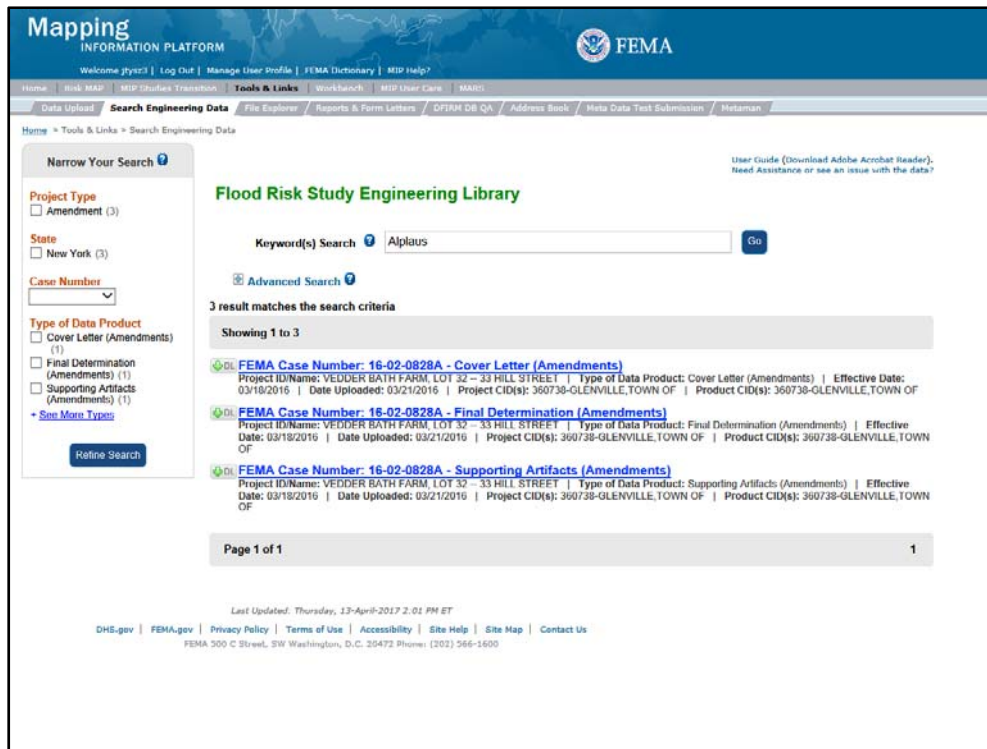 Mapping
INFORMATION PLATFORM
FEMA
Welcome jtysz3 | Log Out | Manage User Profile | FEMA Dictionary | MIP Help?
Home | Risk MAP | MIP Studies Transition | Tools & Links | Workbench | MIP User Care | MARS
Data Upload / Search Engineering Data / File Explorer / Reports & Form Letters / DFIRM DB QA / Address Book / Meta Data Test Submission / Metaman
Home » Tools & Links » Search Engineering Data
Narrow Your Search ?
User Guide (Download Adobe Acrobat Reader).
Need Assistance or see an issue with the data?
Project Type
Amendment (3)
State
New York (3)
Case Number
Type of Data Product
Cover Letter (Amendments)
(1)
Final Determination
(Amendments) (1)
Supporting Artifacts
(Amendments) (1)
+ See More Types
Refine Search
Flood Risk Study Engineering Library
Keyword(s) Search ? Alplaus Go
Advanced Search ?
3 result matches the search criteria
Showing 1 to 3
DL FEMA Case Number: 16-02-0828A - Cover Letter (Amendments)
Project ID/Name: VEDDER BATH FARM, LOT 32 -- 33 HILL STREET | Type of Data Product: Cover Letter (Amendments) | Effective Date:
03/18/2016 | Date Uploaded: 03/21/2016 | Project CID(s): 360738-GLENVILLE,TOWN OF | Product CID(s): 360738-GLENVILLE,TOWN OF
DL FEMA Case Number: 16-02-0828A - Final Determination (Amendments)
Project ID/Name: VEDDER BATH FARM, LOT 32 -- 33 HILL STREET | Type of Data Product: Final Determination (Amendments) | Effective
Date: 03/18/2016 | Date Uploaded: 03/21/2016 | Project CID(s): 360738-GLENVILLE,TOWN OF | Product CID(s): 360738-GLENVILLE,TOWN
OF
DL FEMA Case Number: 16-02-0828A - Supporting Artifacts (Amendments)
Project ID/Name: VEDDER BATH FARM, LOT 32 -- 33 HILL STREET | Type of Data Product: Supporting Artifacts (Amendments) | Effective
Date: 03/18/2016 | Date Uploaded: 03/21/2016 | Project CID(s): 360738-GLENVILLE,TOWN OF | Product CID(s): 360738-GLENVILLE,TOWN
OF
Page 1 of 1 1
Last Updated: Thursday, 13-April-2017 2:01 PM ET
DHS.gov | FEMA.gov | Privacy Policy | Terms of Use | Accessibility | Site Help | Site Map | Contact Us
FEMA 500 C Street, SW Washington, D.C. 20472 Phone: (202) 566-1600